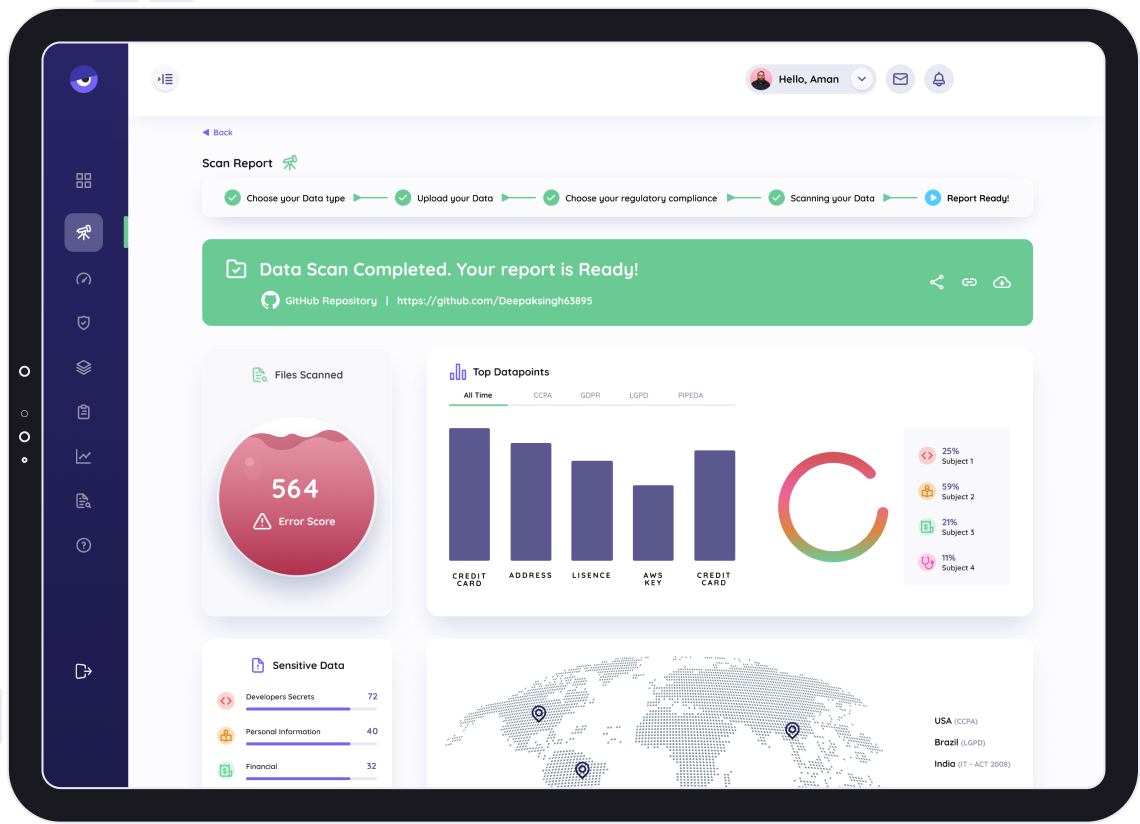 Hello, Aman
Back
Scan Report
Choose your Data type
Upload your Data
Choose your regulatory compliance
Scanning your Data
Report Ready!
Data Scan Completed. Your report is Ready!
GitHub Repository | https://github.com/Deepaksingh63895
Files Scanned
564
Error Score
Top Datapoints
All Time
CCPA
GDPR
LGPD
PIPEDA
CREDIT
CARD
ADDRESS
LISENCE
AWS
KEY
CREDIT
CARD
25%
Subject 1
59%
Subject 2
21%
Subject 3
11%
Subject 4
Sensitive Data
Developers Secrets 72
Personal Information 40
Financial 32
USA (CCPA)
Brazil (LGPD)
India (IT - ACT 2008)